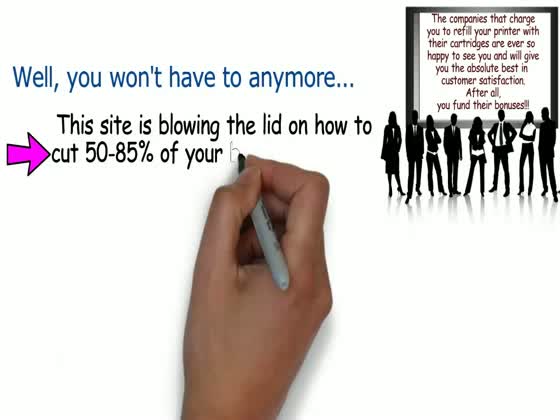 The companies that charge
you to refill your printer with
their cartridges are ever so
happy to see you and will give
you the absolute best in
customer satisfaction.
After all,
you fund their bonuses!!!
Well, you won't have to anymore...
This site is blowing the lid on how to
cut 50-85% of your